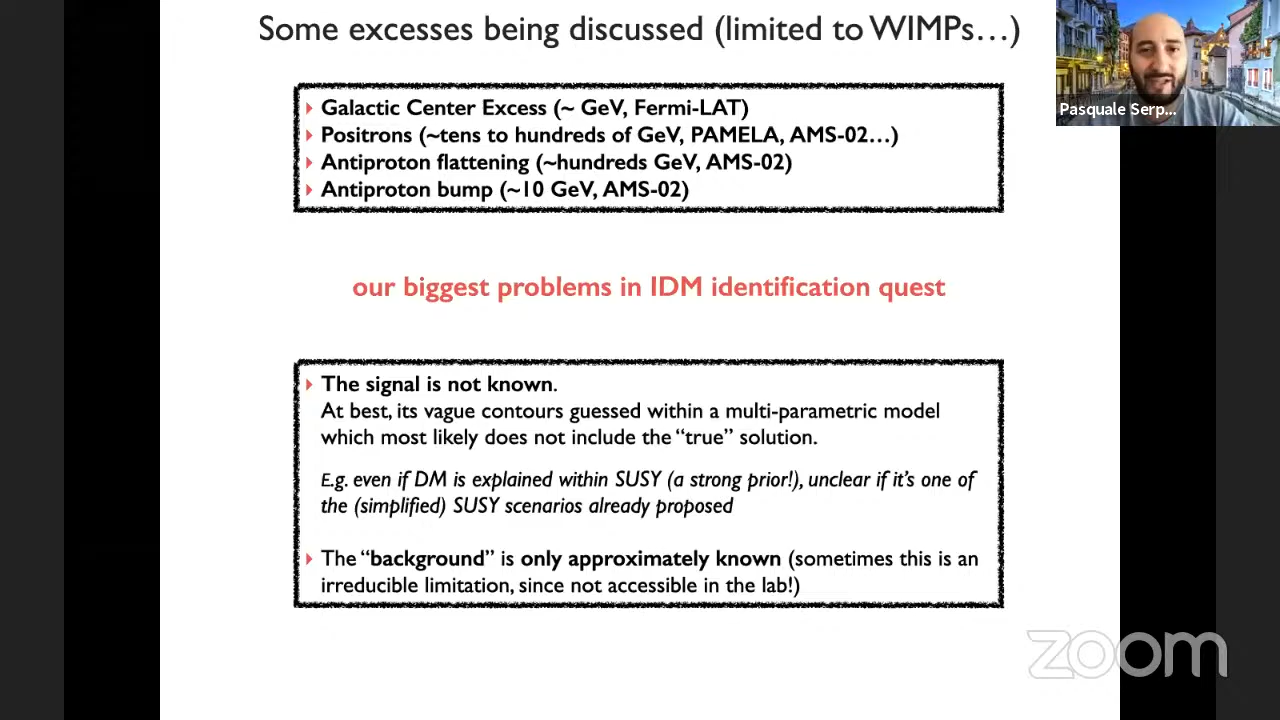 Some excesses being discussed (limited to WIMPs…)
Pasquale Serp...
Galactic Center Excess (~ GeV, Fermi-LAT)
Positrons (~tens to hundreds of GeV, PAMELA, AMS-02…)
Antiproton flattening (~hundreds GeV, AMS-02)
Antiproton bump (~10 GeV, AMS-02)
our biggest problems in IDM identification quest
The signal is not known.
At best, its vague contours guessed within a multi-parametric model
which most likely does not include the “true” solution.
E.g. even if DM is explained within SUSY (a strong prior!), unclear if it’s one of
the (simplified) SUSY scenarios already proposed
The “background” is only approximately known (sometimes this is an
irreducible limitation, since not accessible in the lab!)
zoom